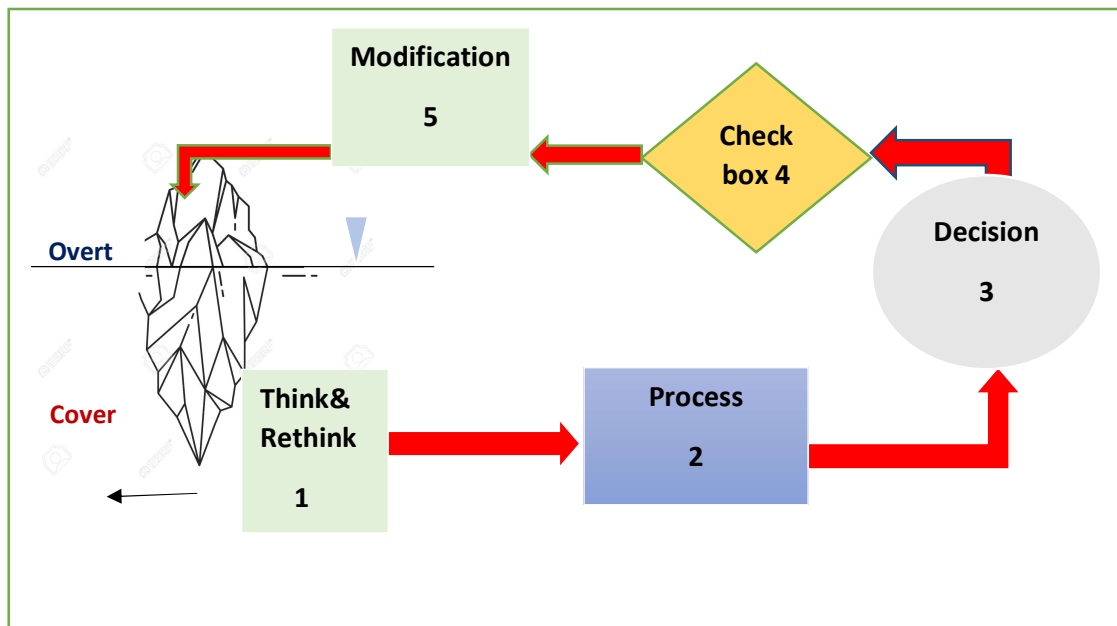 Modification
5
Check
box 4
Decision
3
Overt
Cover
Think&
Rethink
1
Process
2